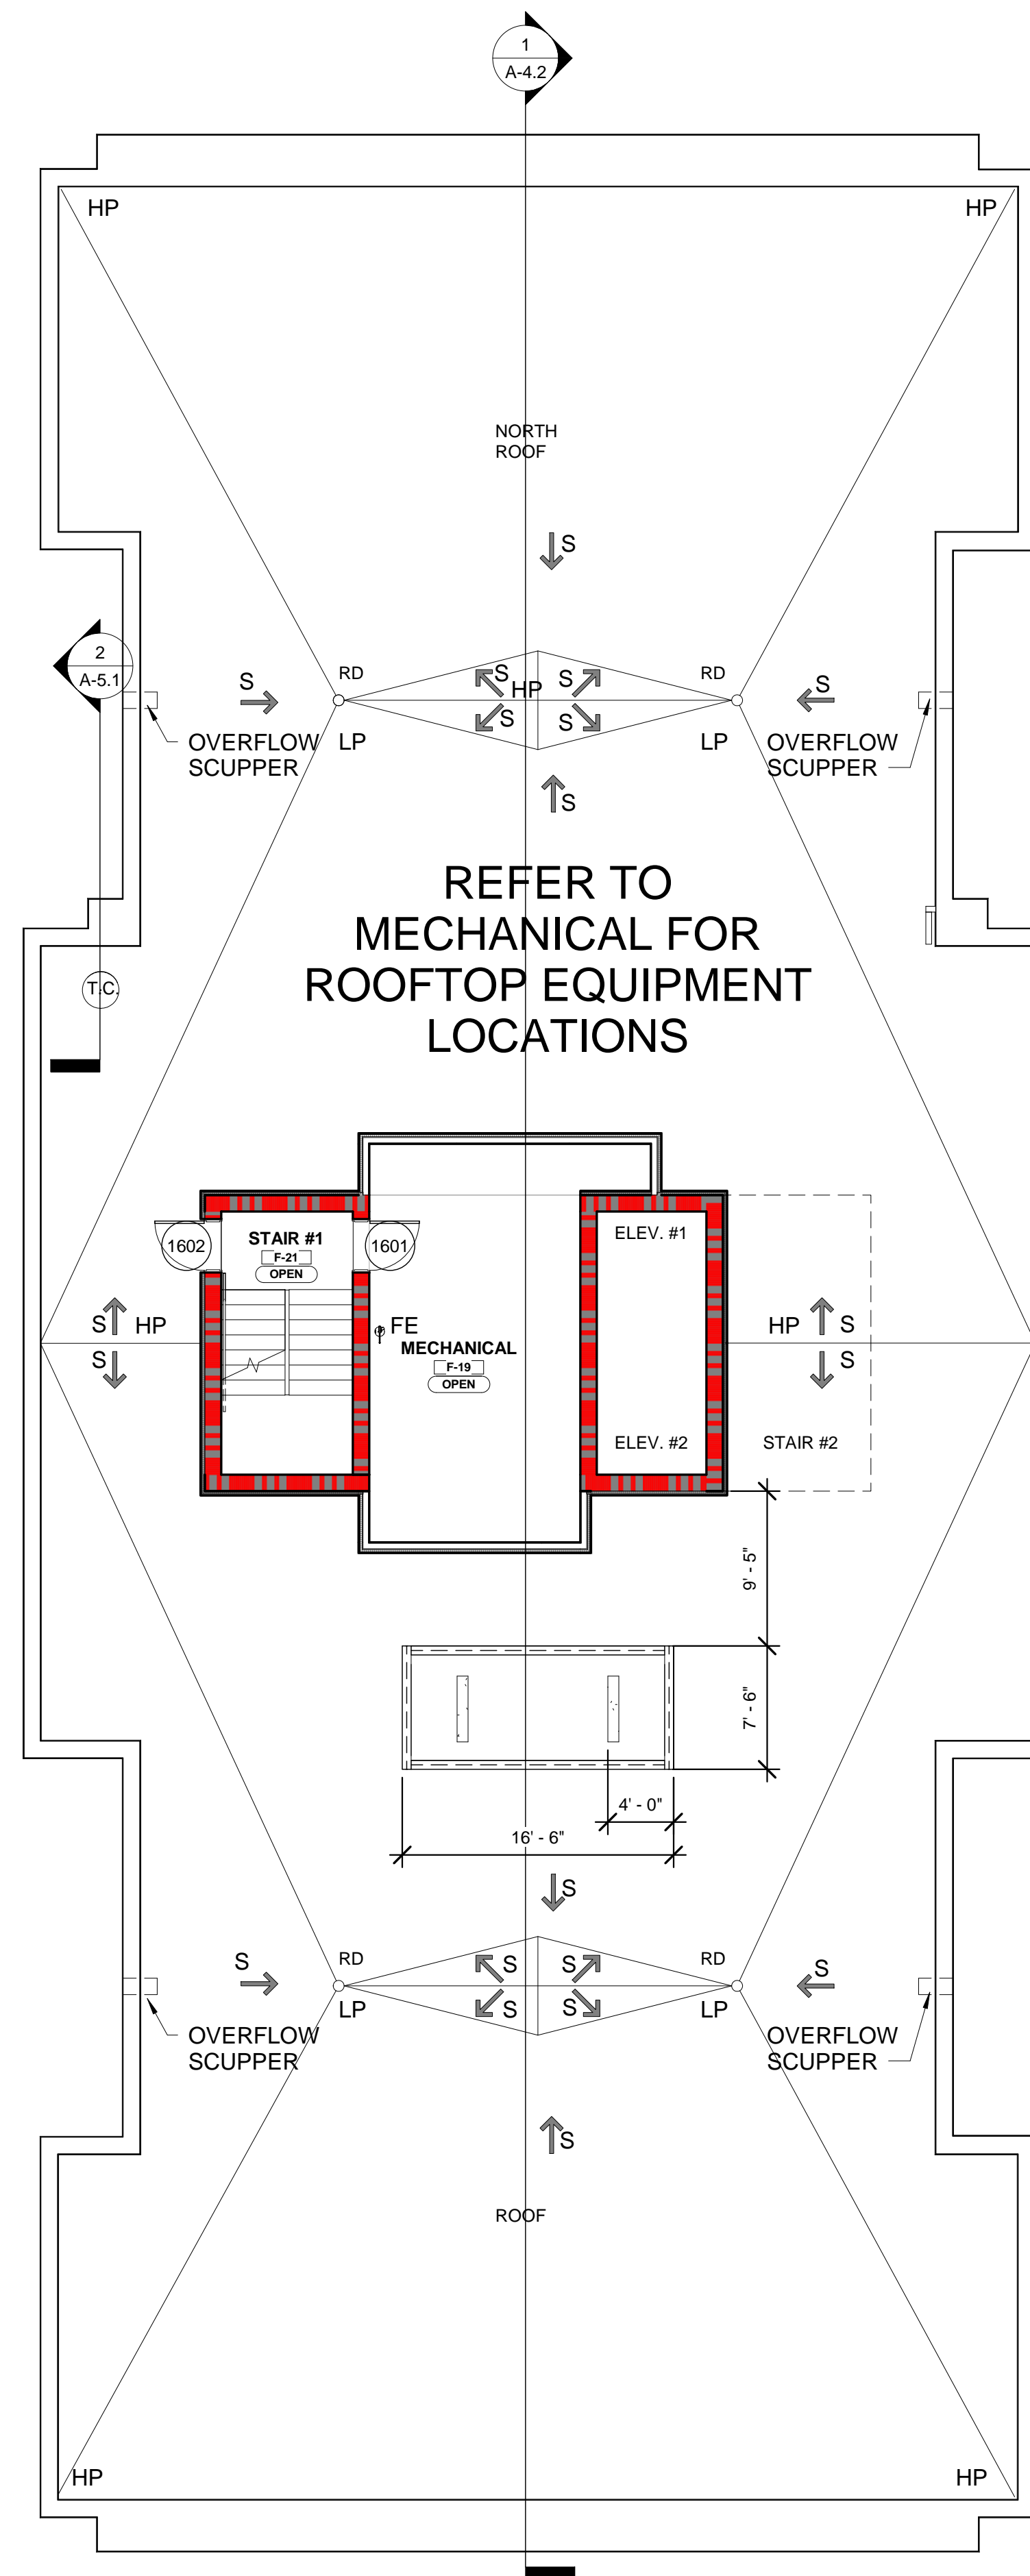 1
A-4.2
HP
HP
NORTH
ROOF
S
2
A-5.1
RD
RD
S
S
S
HP
S
S
S
S
LP
LP
OVERFLOW
SCUPPER
OVERFLOW
SCUPPER
S
REFER TO
MECHANICAL FOR
ROOFTOP EQUIPMENT
LOCATIONS
T.C.
1602
STAIR #1
F-21
OPEN
1601
ELEV. #1
S
HP
S
FE
MECHANICAL
F-19
OPEN
HP
S
S
ELEV. #2
STAIR #2
9' - 5"
7' - 6"
4' - 0"
16' - 6"
S
RD
RD
S
S
S
S
S
S
LP
LP
OVERFLOW
SCUPPER
OVERFLOW
SCUPPER
S
ROOF
HP
HP